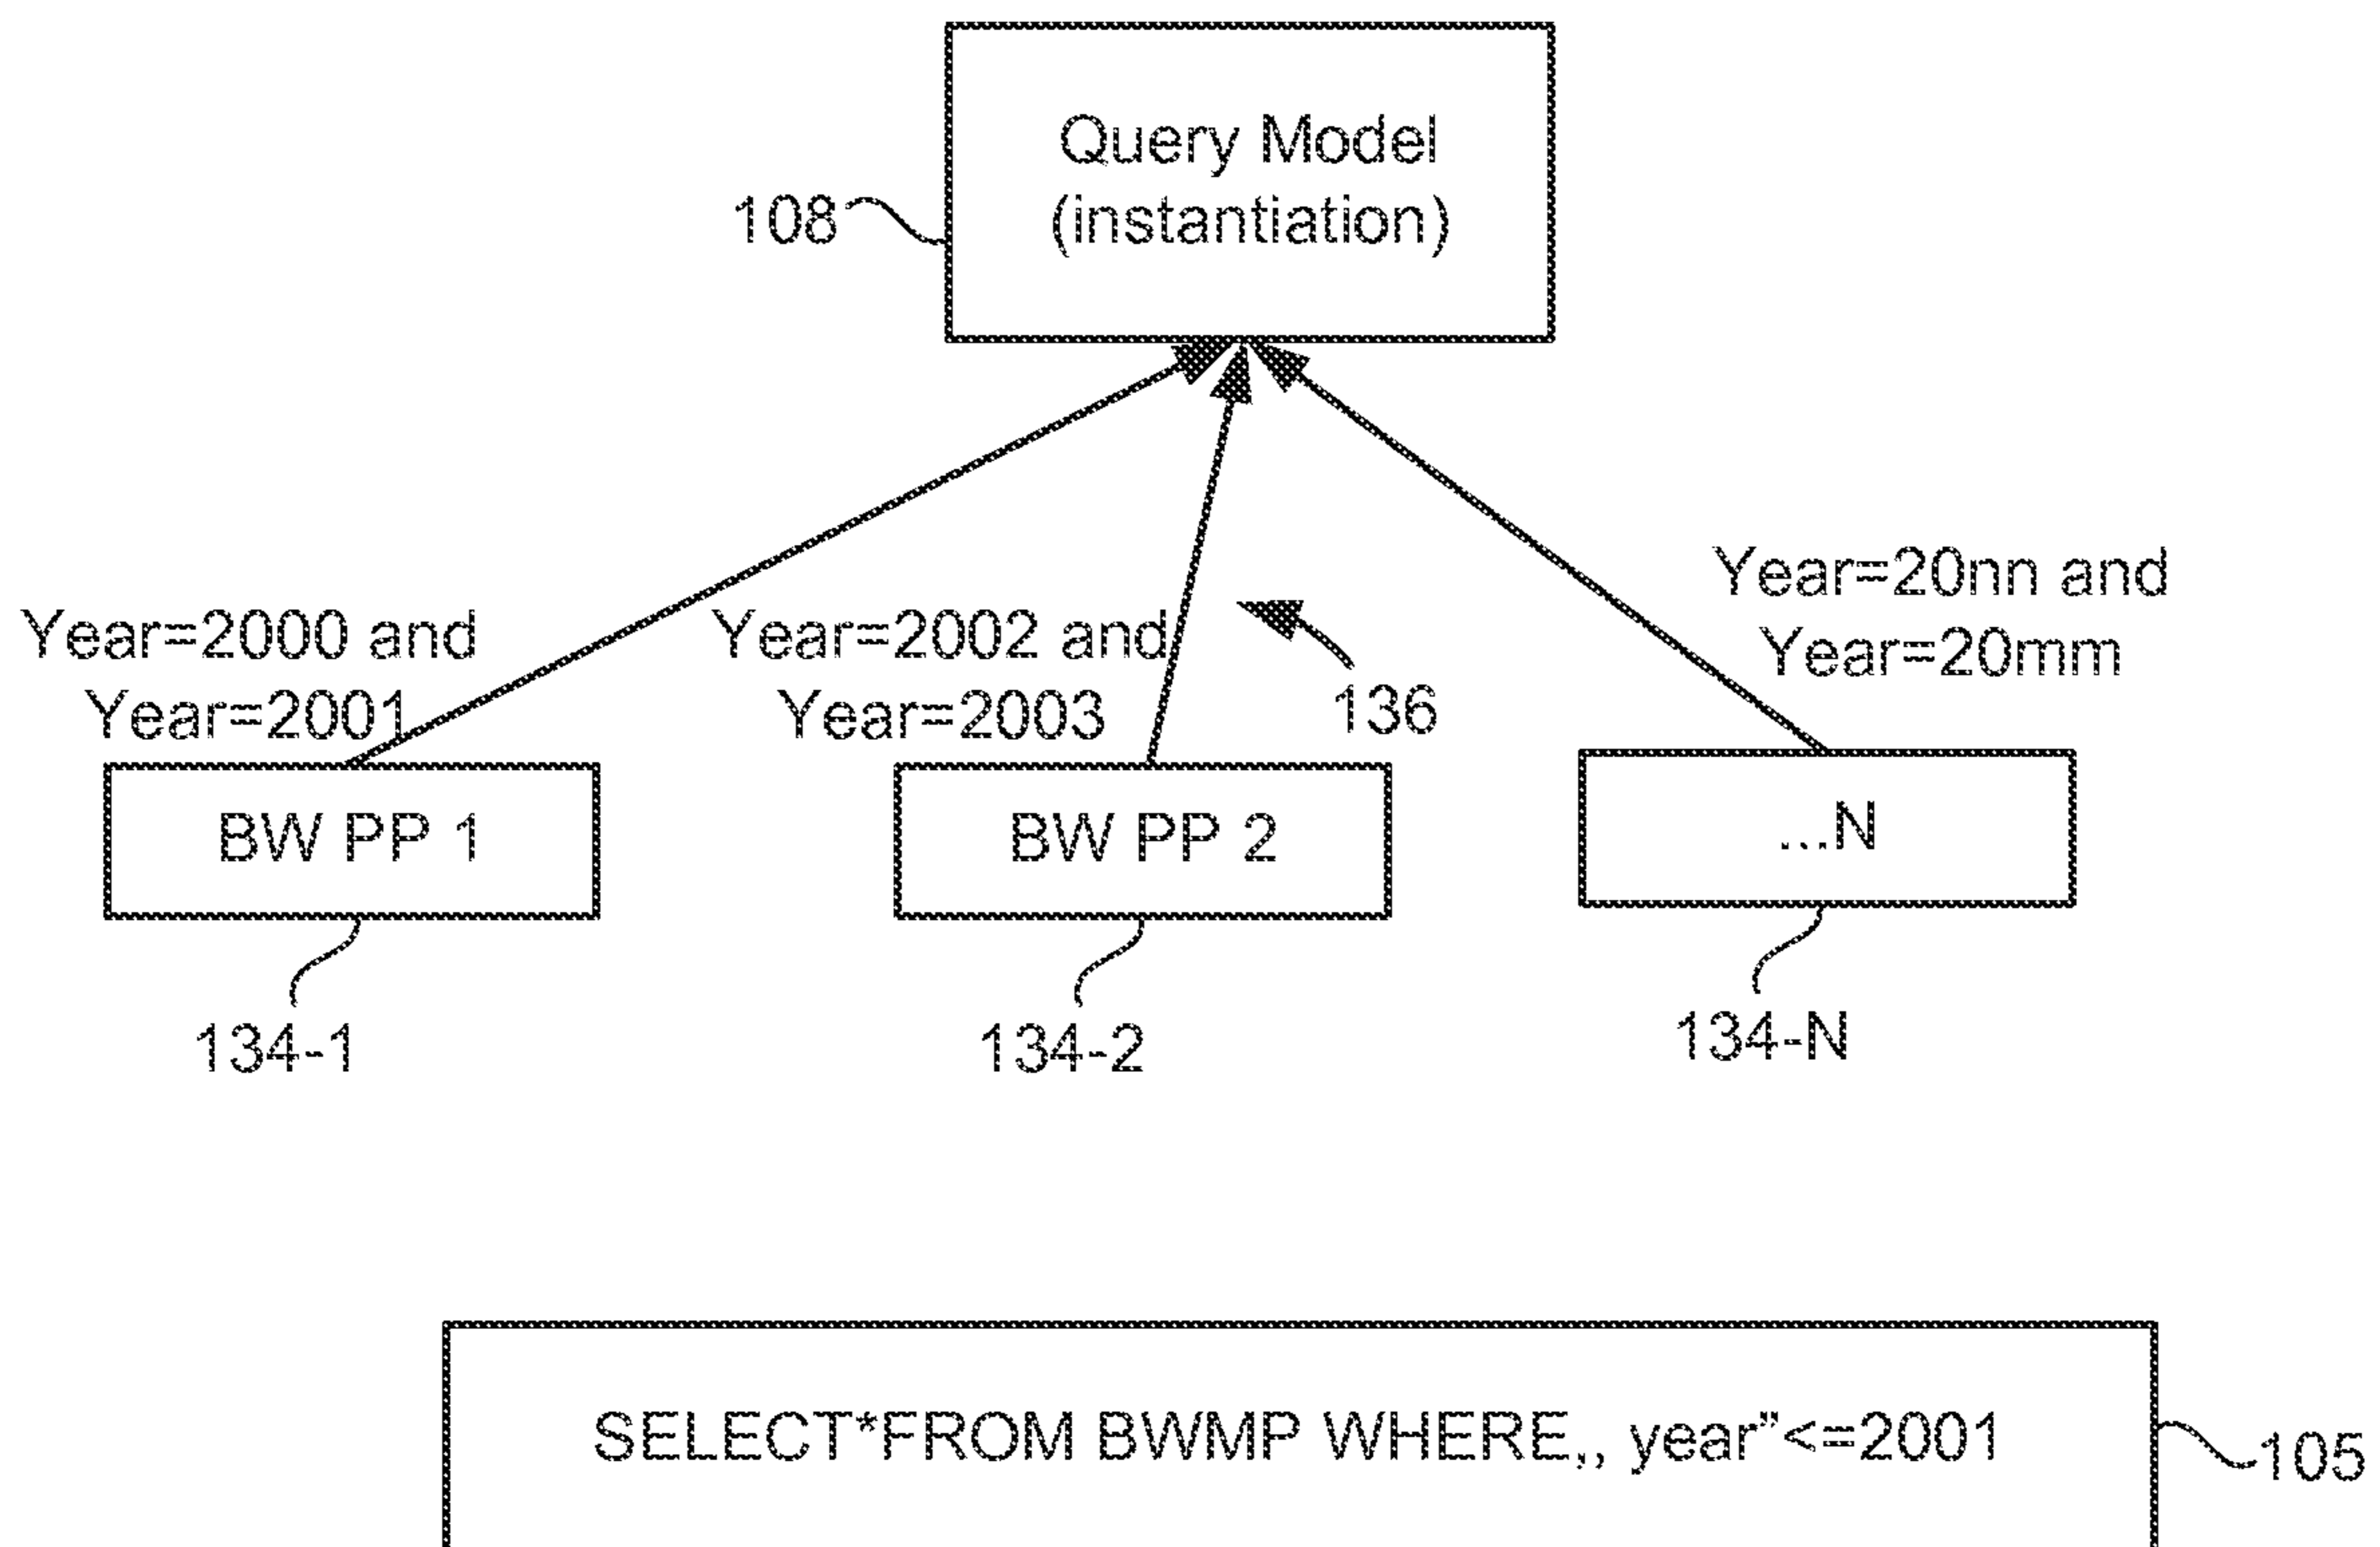 Query Model
(instantiation)
108
Year=20nn and
Year=20mm
Year=2000 and
Year=2001
Year=2002 and
Year=2003
136
BW PP 1
BW PP 2
...N
134-1
134-2
134-N
SELECT*FROM BWMP WHERE,, year”<=2001
105